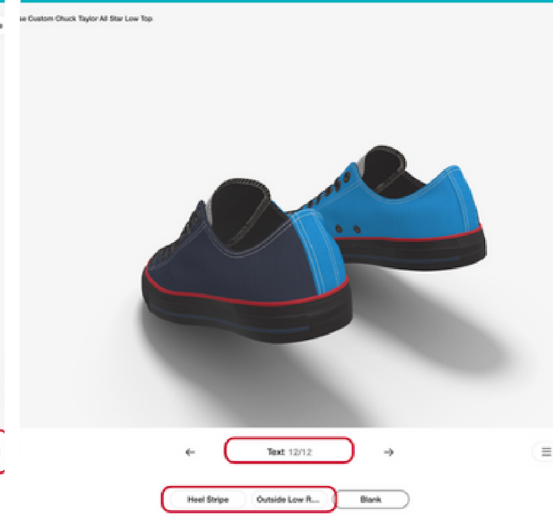 se Custom Chuck Taylor All Star Low Top
Text 12/12
Heel Stripe
Outside Low R...
Blank